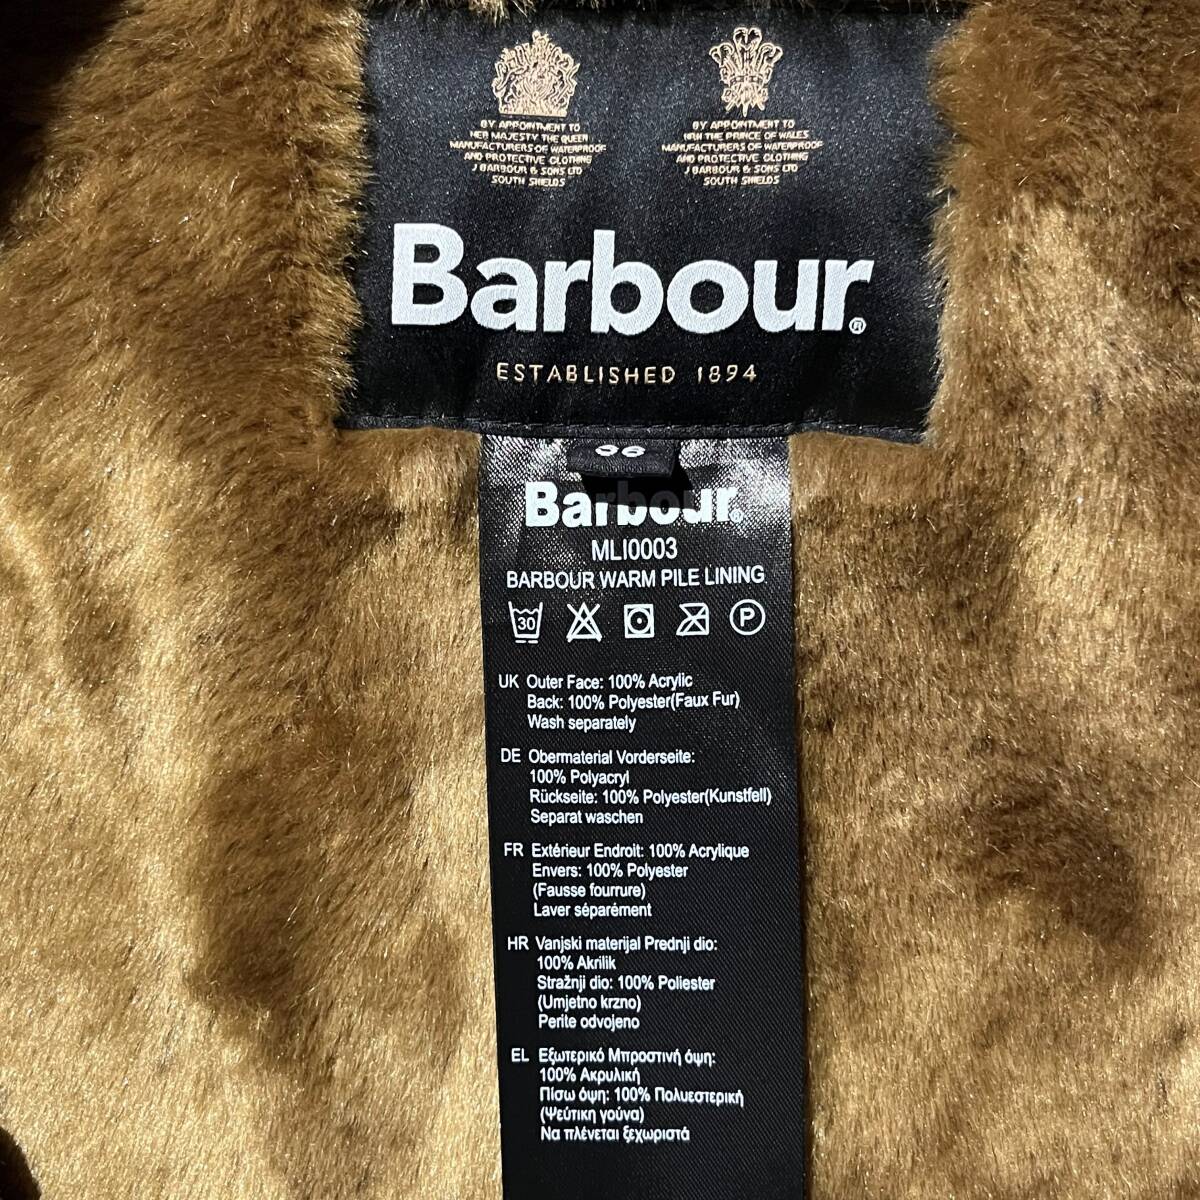 BY APPOINTMENT TO
HER MAJESTY THE QUEEN
MANUFACTURERS OF WATERPROOF
AND PROTECTIVE CLOTHING
J BARBOUR & SONS LTD
SOUTH SHIELDS
BY APPOINTMENT TO
HRH THE PRINCE OF WALES
MANUFACTURERS OF WATERPROOF
AND PROTECTIVE CLOTHING
J BARBOUR & SONS LTD
SOUTH SHIELDS
Barbour®
ESTABLISHED 1894
Barbour®
MLI0003
BARBOUR WARM PILE LINING
30
P
UK Outer Face: 100% Acrylic
Back: 100% Polyester(Faux Fur)
Wash separately
DE Obermaterial Vorderseite:
100% Polyacryl
Rückseite: 100% Polyester(Kunstfell)
Separat waschen
FR Extérieur Endroit: 100% Acrylique
Envers: 100% Polyester
(Fausse fourrure)
Laver séparément
HR Vanjski materijal Prednji dio:
100% Akrilik
Stražnji dio: 100% Poliester
(Umjetno krzno)
Perite odvojeno
EL Εξωτερικό Μπροστινή όψη:
100% Ακρυλική
Πίσω όψη: 100% Πολυεστερική
(Ψεύτικη γούνα)
Να πλένεται ξεχωριστά